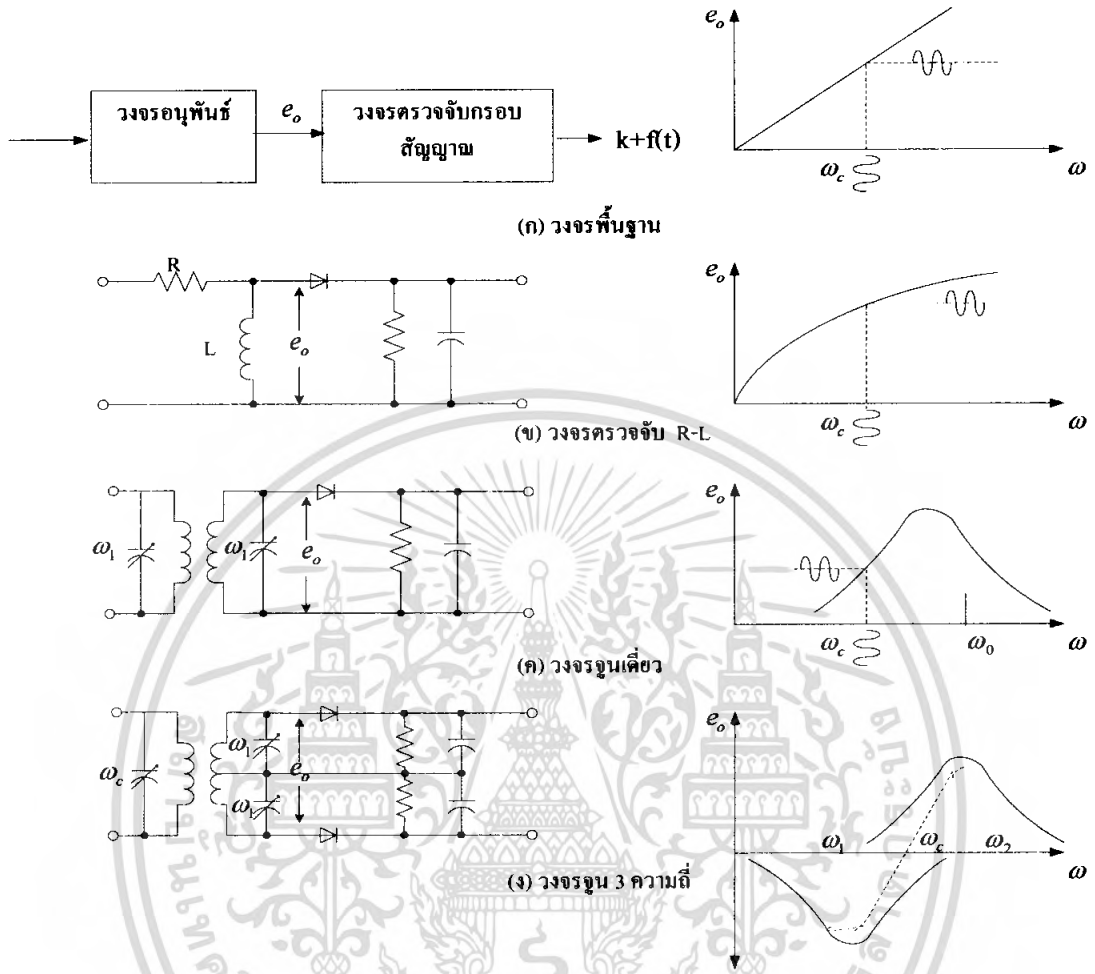 วงจรอนุพันธ์
e_o
วงจรตรวจจับกรอบ
สัญญาณ
k+f(t)
e_o
ω_c
ω
(ก) วงจรพื้นฐาน
R
L
e_o
e_o
ω_c
ω
(ข) วงจรตรวจจับ R-L
ω_1
ω_1
e_o
e_o
ω_c
ω_0
ω
(ค) วงจรจูนเดี่ยว
ω_c
ω_1
e_o
ω_1
e_o
ω_1
ω_c
ω_2
ω
(ง) วงจรจูน 3 ความถี่